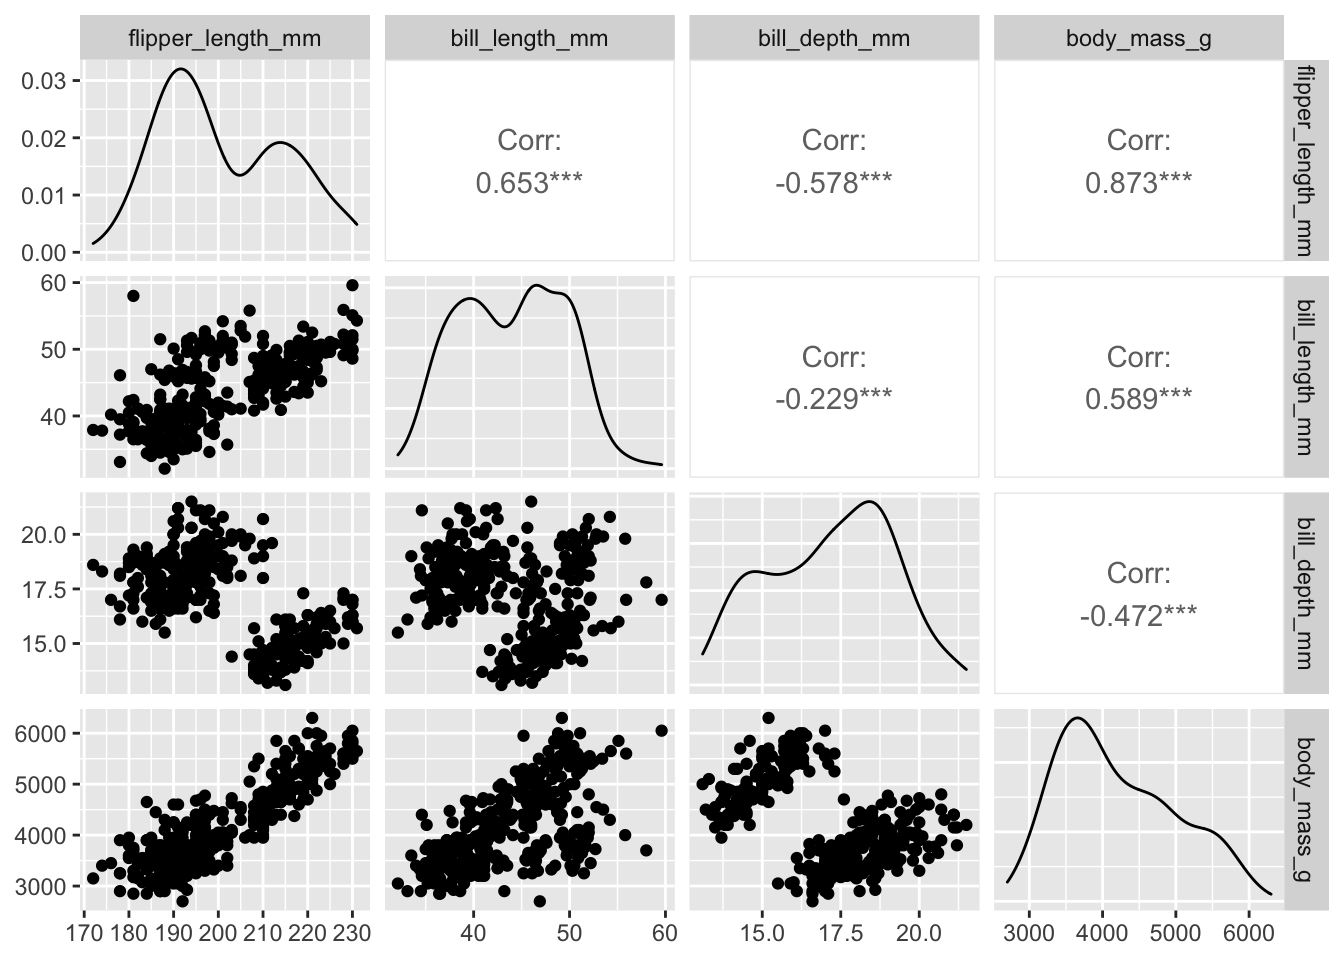 flipper_length_mm bill_length_mm bill_depth_mm body_mass_g
0.03
0.02
0.01
0.00
Corr:
0.653***
Corr:
-0.578***
Corr:
0.873***
flipper_length_mm
60
50
40
Corr:
-0.229***
Corr:
0.589***
bill_length_mm
20.0
17.5
15.0
Corr:
-0.472***
bill_depth_mm
6000
5000
4000
3000
body_mass_g
170 180 190 200 210 220 230 40 50 60 15.0 17.5 20.0 3000 4000 5000 6000